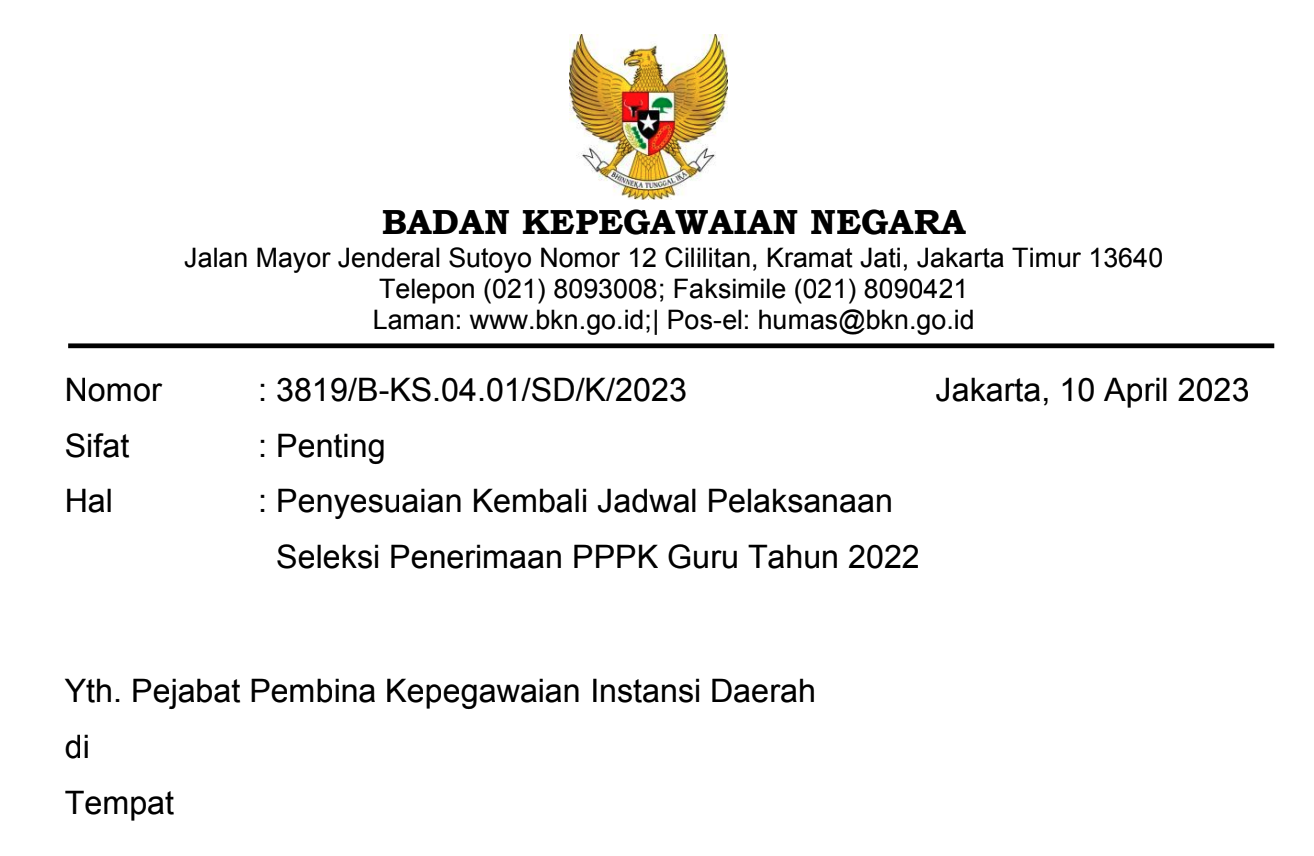 BHINNEKA TUNGGAL IKA
BADAN KEPEGAWAIAN NEGARA
Jalan Mayor Jenderal Sutoyo Nomor 12 Cililitan, Kramat Jati, Jakarta Timur 13640
Telepon (021) 8093008; Faksimile (021) 8090421
Laman: www.bkn.go.id;| Pos-el: humas@bkn.go.id
Nomor : 3819/B-KS.04.01/SD/K/2023 Jakarta, 10 April 2023
Sifat : Penting
Hal : Penyesuaian Kembali Jadwal Pelaksanaan
Seleksi Penerimaan PPPK Guru Tahun 2022
Yth. Pejabat Pembina Kepegawaian Instansi Daerah
di
Tempat